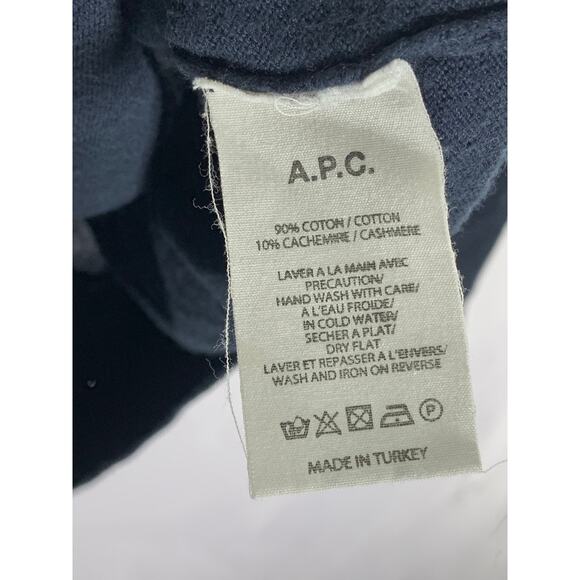 A.P.C.
90% COTON / COTTON
10% CACHEMIRE / CASHMERE
LAVER A LA MAIN AVEC
PRECAUTION/
HAND WASH WITH CARE/
A L'EAU FROIDE/
IN COLD WATER/
SECHER A PLAT/
DRY FLAT
LAVER ET REPASSER A L'ENVERS/
WASH AND IRON ON REVERSE
P
MADE IN TURKEY